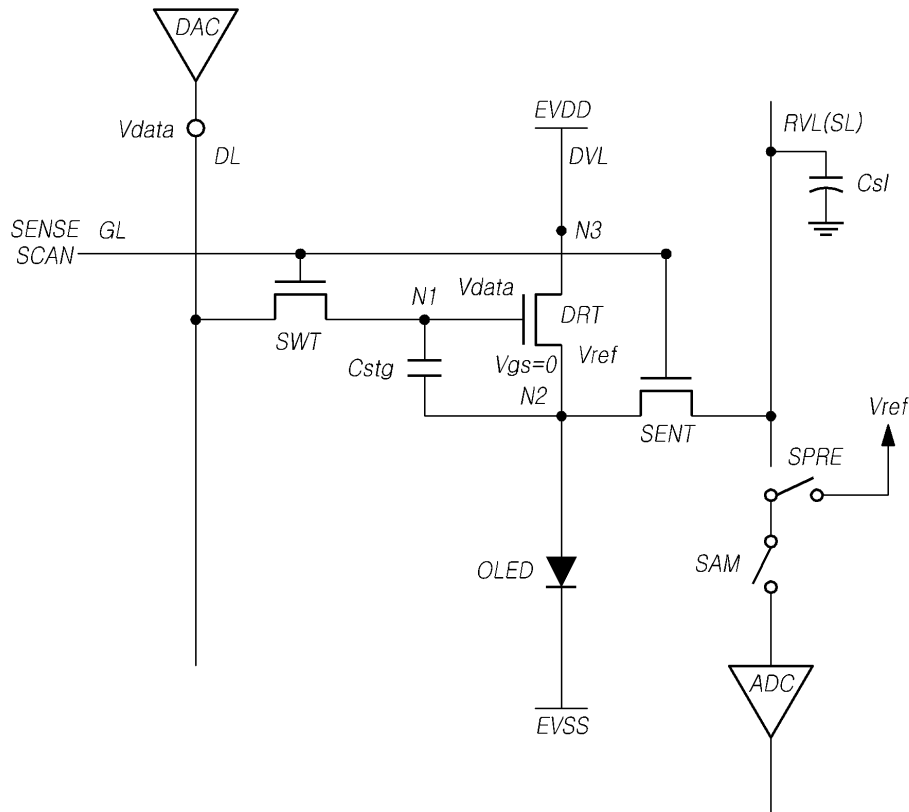 DAC
Vdata
DL
EVDD
DVL
RVL(SL)
Csl
SENSE GL
SCAN
N3
Vdata
N1
DRT
SWT
Cstg
Vgs=0
Vref
N2
SENT
Vref
SPRE
OLED
SAM
ADC
EVSS